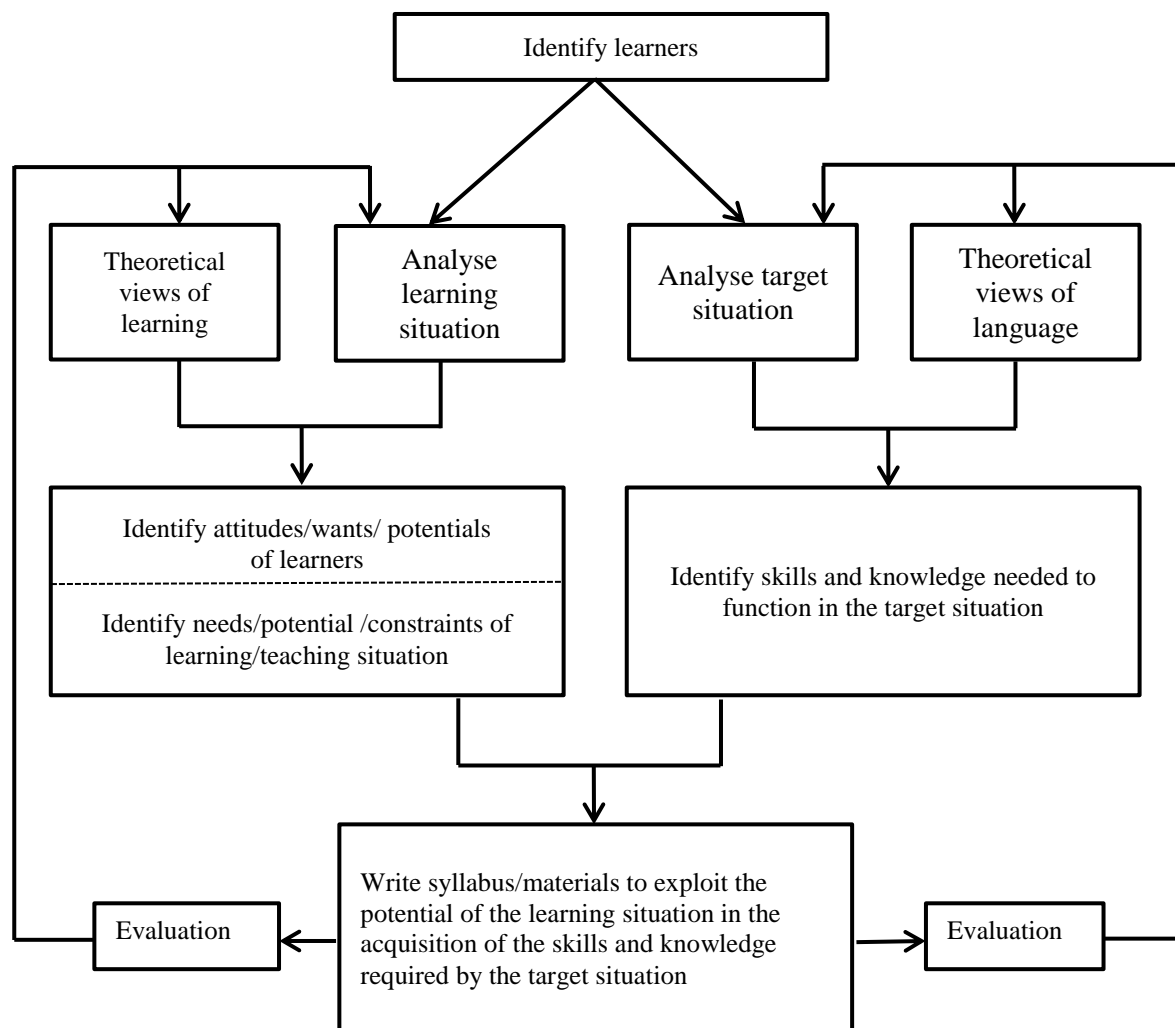 Identify learners
Theoretical
views of
learning
Analyse
learning
situation
Analyse target
situation
Theoretical
views of
language
Identify attitudes/wants/ potentials
of learners
Identify needs/potential /constraints of
learning/teaching situation
Identify skills and knowledge needed to
function in the target situation
Evaluation
Write syllabus/materials to exploit the
potential of the learning situation in the
acquisition of the skills and knowledge
required by the target situation
Evaluation